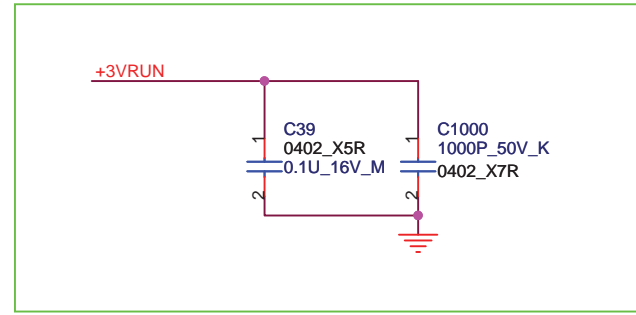 +3VRUN
1
C39
0402_X5R
0.1U_16V_M
2
1
C1000
1000P_50V_K
0402_X7R
2